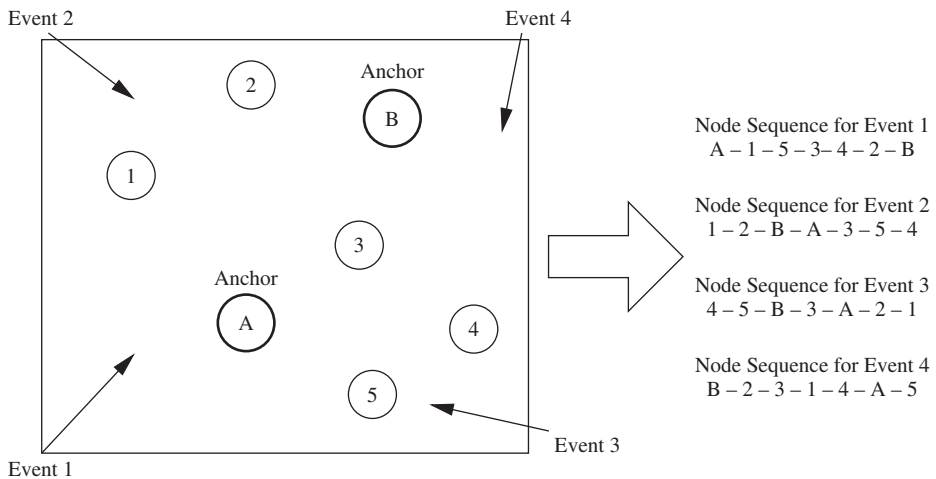 Event 2
Event 4
Anchor
2
B
1
3
Anchor
A
4
5
Event 3
Event 1
Node Sequence for Event 1
A – 1 – 5 – 3– 4 – 2 – B
Node Sequence for Event 2
1 – 2 – B – A – 3 – 5 – 4
Node Sequence for Event 3
4 – 5 – B – 3 – A – 2 – 1
Node Sequence for Event 4
B – 2 – 3 – 1 – 4 – A – 5